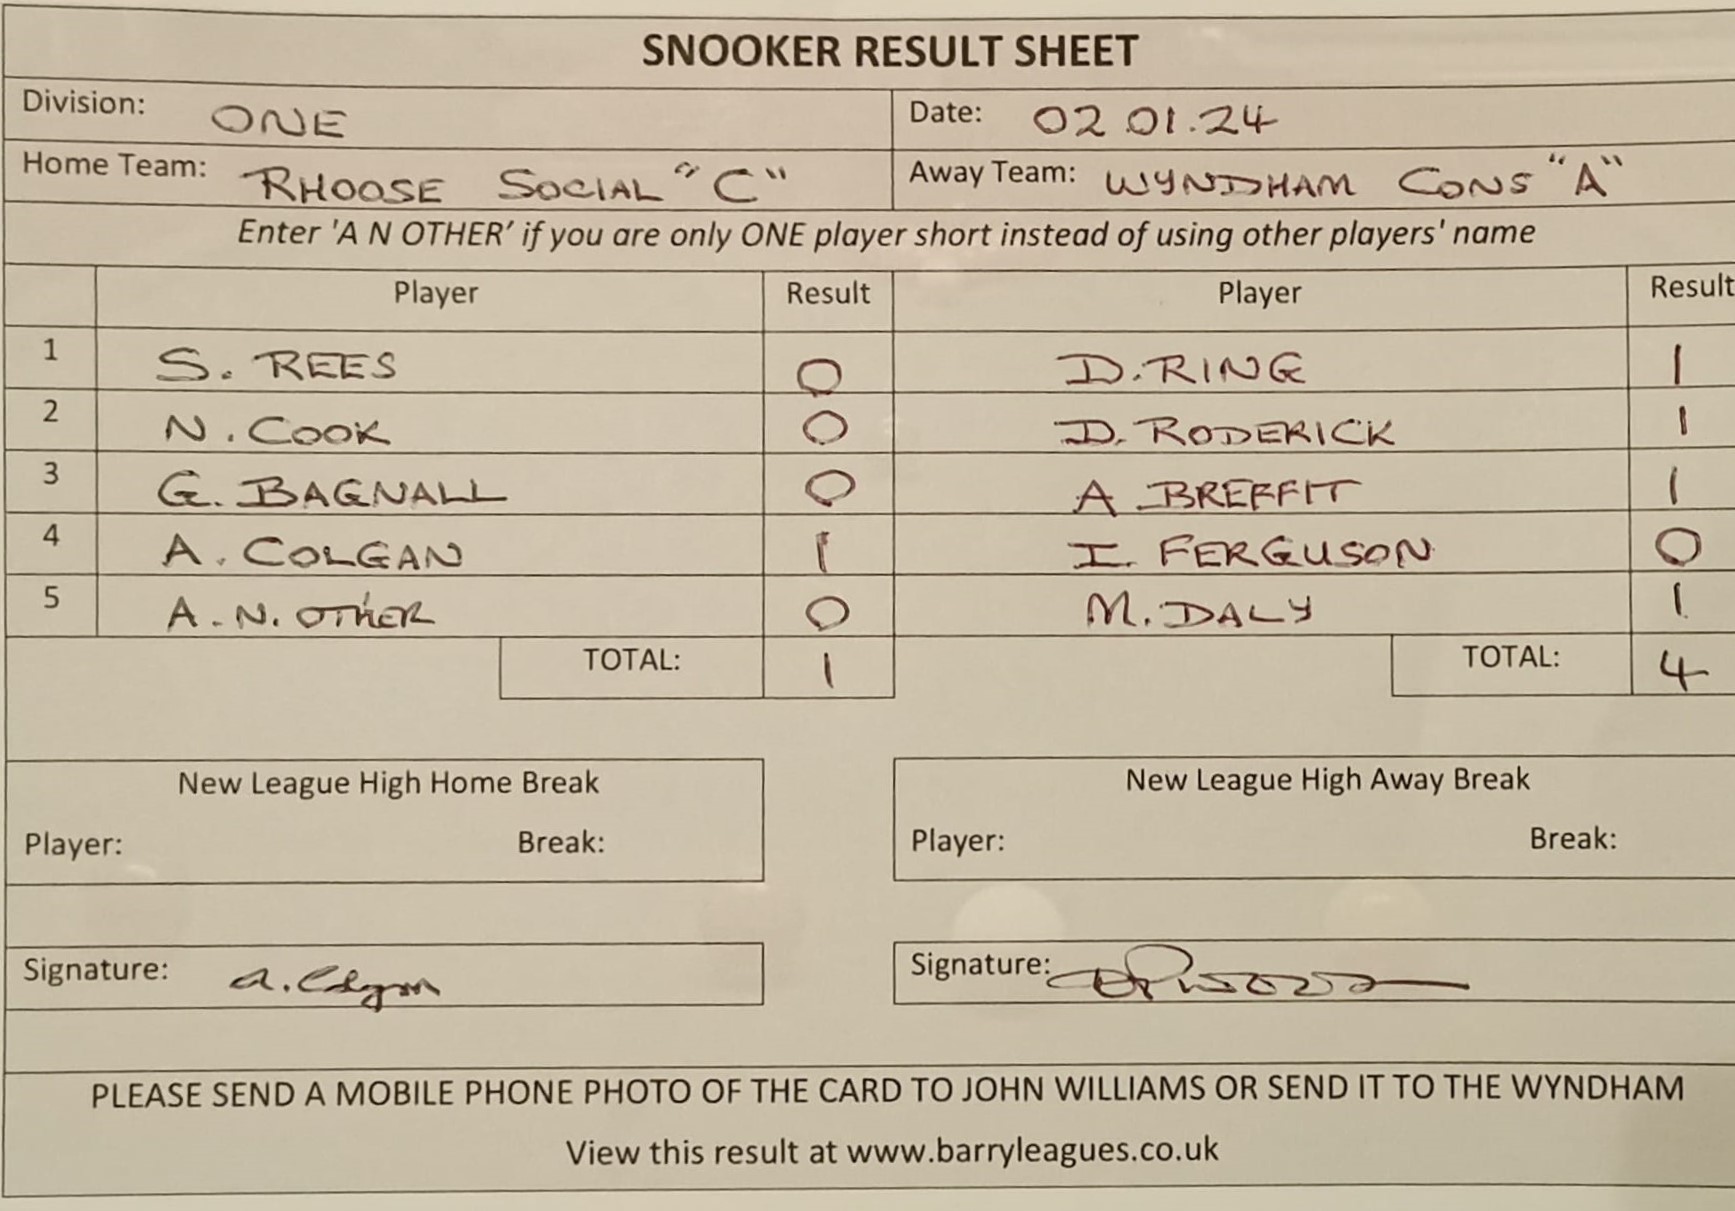 SNOOKER RESULT SHEET
Division: ONE Date: 02 01.24
Home Team: RHOOSE SOCIAL "C" Away Team: WYNDHAM CONS "A"
Enter 'A N OTHER' if you are only ONE player short instead of using other players' name
Player Result Player Result
1 S. REES 0 D. RING 1
2 N. COOK 0 D. RODERICK 1
3 G. BAGNALL 0 A BREFFIT 1
4 A. COLGAN 1 I. FERGUSON 0
5 A. N. OTHER 0 M. DALY 1
TOTAL: 1 TOTAL: 4
New League High Home Break New League High Away Break
Player: Break: Player: Break:
Signature: A. Colgan Signature:
PLEASE SEND A MOBILE PHONE PHOTO OF THE CARD TO JOHN WILLIAMS OR SEND IT TO THE WYNDHAM
View this result at www.barryleagues.co.uk